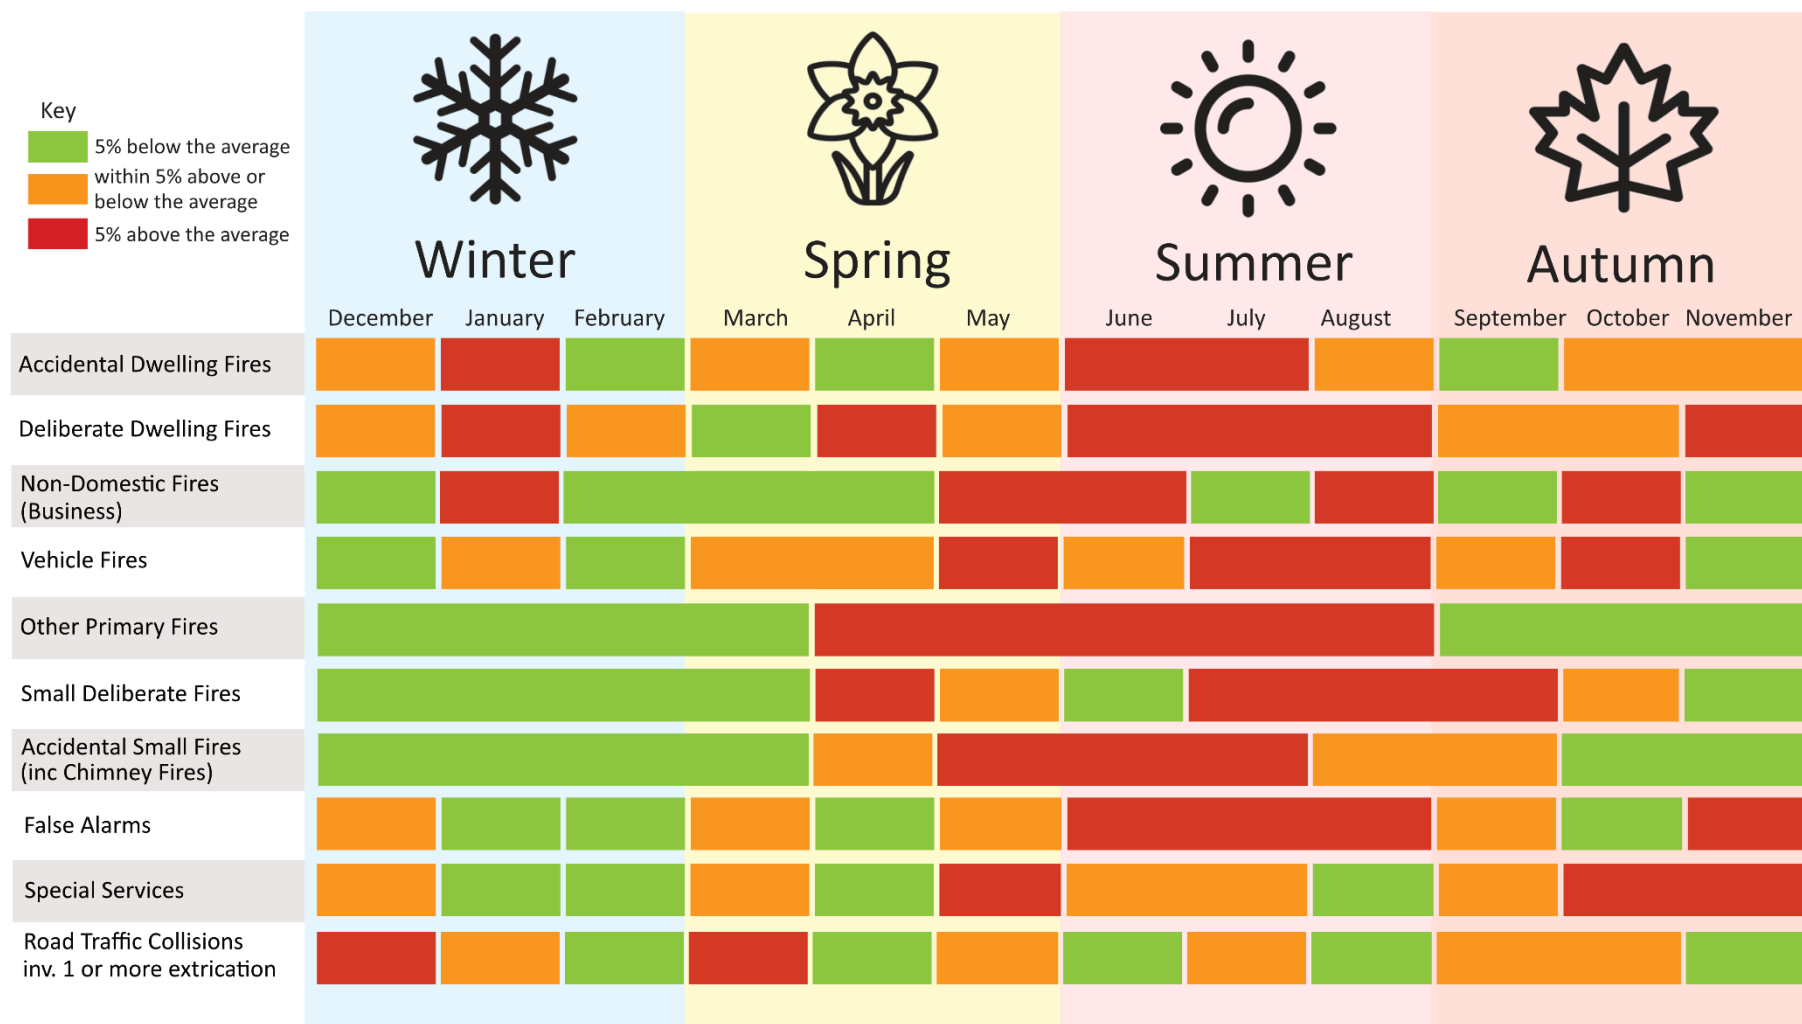 Key
5% below the average
within 5% above or
below the average
5% above the average
Winter
Spring
Summer
Autumn
December January February March April May June July August September October November
Accidental Dwelling Fires
Deliberate Dwelling Fires
Non-Domestic Fires
(Business)
Vehicle Fires
Other Primary Fires
Small Deliberate Fires
Accidental Small Fires
(inc Chimney Fires)
False Alarms
Special Services
Road Traffic Collisions
inv. 1 or more extrication